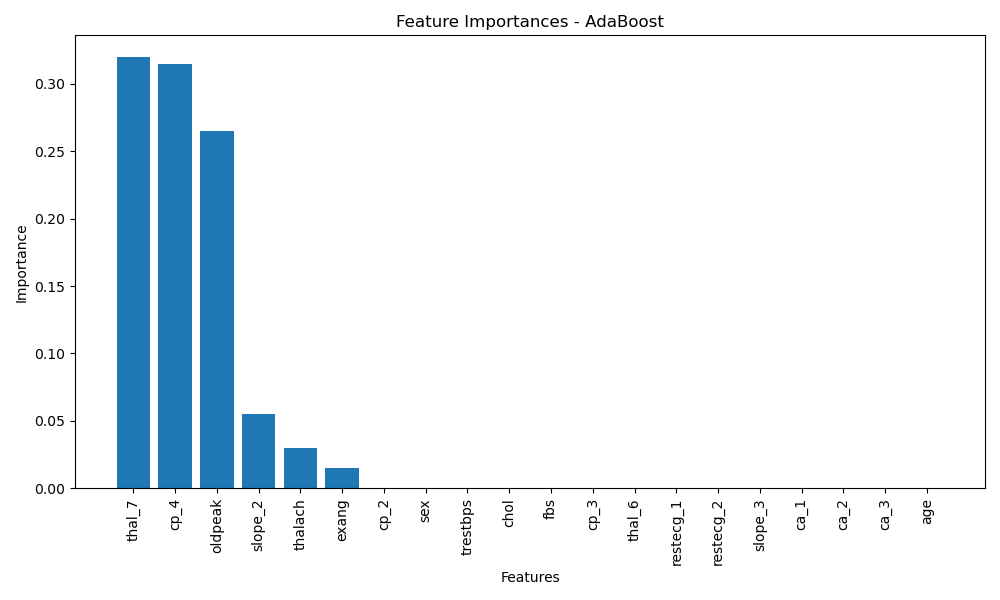 Feature Importances - AdaBoost
Importance
0.30
0.25
0.20
0.15
0.10
0.05
0.00
thal_7
cp_4
oldpeak
slope_2
thalach
exang
cp_2
sex
trestbps
chol
fbs
cp_3
thal_6
restecg_1
restecg_2
slope_3
ca_1
ca_2
ca_3
age
Features